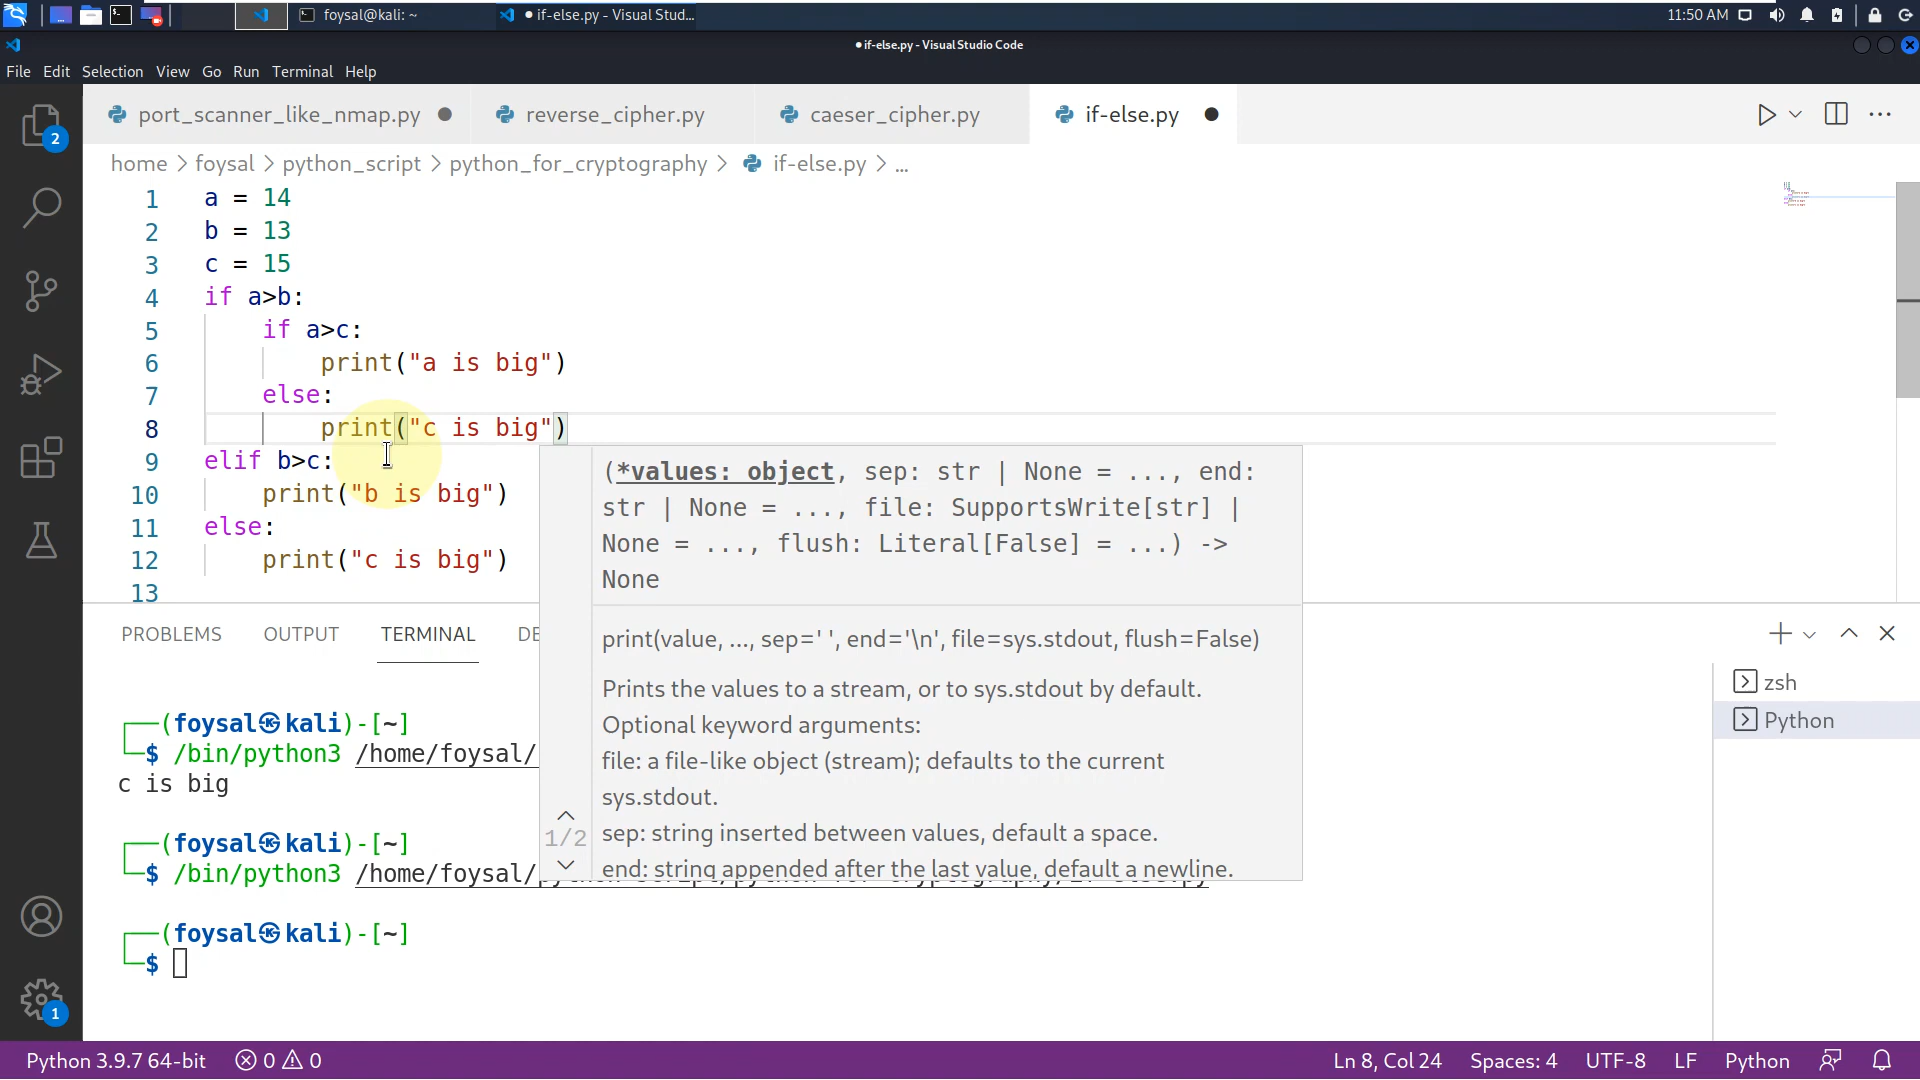 foysal@kali: ~
● if-else.py - Visual Stud...
11:50 AM
● if-else.py - Visual Studio Code
File Edit Selection View Go Run Terminal Help
port_scanner_like_nmap.py ●
reverse_cipher.py
caeser_cipher.py
if-else.py ●
home > foysal > python_script > python_for_cryptography > if-else.py > ...
2
1 a = 14
2 b = 13
3 c = 15
4 if a>b:
5 if a>c:
6 print("a is big")
7 else:
8 print("c is big")
9 elif b>c:
10 print("b is big")
11 else:
12 print("c is big")
13
(*values: object, sep: str | None = ..., end:
str | None = ..., file: SupportsWrite[str] |
None = ..., flush: Literal[False] = ...) ->
None
print(value, ..., sep=' ', end='\n', file=sys.stdout, flush=False)
Prints the values to a stream, or to sys.stdout by default.
Optional keyword arguments:
file: a file-like object (stream); defaults to the current
sys.stdout.
sep: string inserted between values, default a space.
end: string appended after the last value, default a newline.
1/2
PROBLEMS OUTPUT TERMINAL DE
zsh
Python
┌──(foysal㉿kali)-[~]
└─$ /bin/python3 /home/foysal/
c is big
┌──(foysal㉿kali)-[~]
└─$ /bin/python3 /home/foysal/
┌──(foysal㉿kali)-[~]
└─$
1
Python 3.9.7 64-bit 0 0 Ln 8, Col 24 Spaces: 4 UTF-8 LF Python